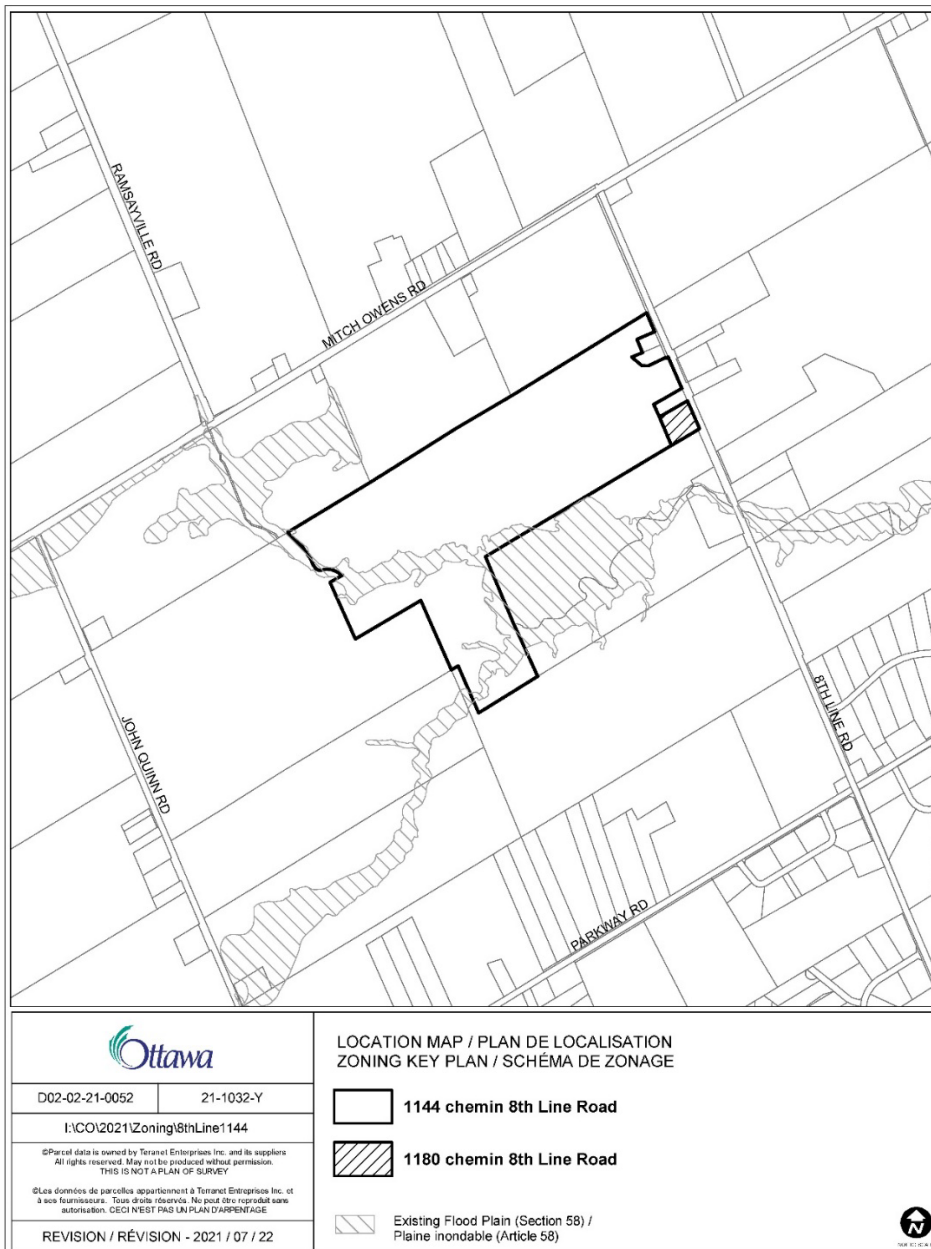 RAMSAYVILLE RD
MITCH OWENS RD
JOHN QUINN RD
8TH LINE RD
PARKWAY RD
Ottawa
D02-02-21-0052
21-1032-Y
I:\CO\2021\Zoning\8thLine1144
©Parcel data is owned by Teranet Enterprises Inc. and its suppliers
All rights reserved. May not be produced without permission.
THIS IS NOT A PLAN OF SURVEY
©Les données de parcelles appartiennent à Teranet Entreprises Inc. et
à ses fournisseurs. Tous droits réservés. Ne peut être reproduit sans
autorisation. CECI N'EST PAS UN PLAN D'ARPENTAGE
REVISION / RÉVISION - 2021 / 07 / 22
LOCATION MAP / PLAN DE LOCALISATION
ZONING KEY PLAN / SCHÉMA DE ZONAGE
1144 chemin 8th Line Road
1180 chemin 8th Line Road
Existing Flood Plain (Section 58) /
Plaine inondable (Article 58)
N